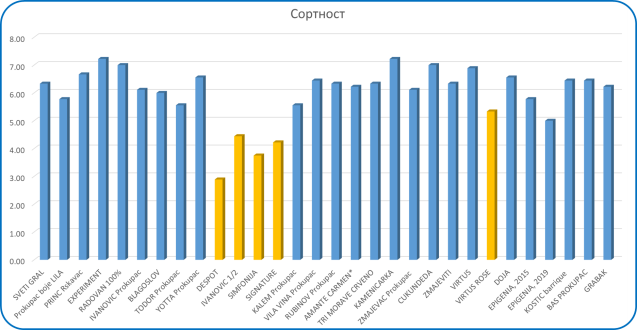 Сортност
8.00
7.00
6.00
5.00
4.00
3.00
2.00
1.00
0.00
SVETI GRAL
Prokupac boje LILA
PRINC Rskavac
EXPERIMENT
RADOVAN 100%
IVANOVIC Prokupac
BLAGOSLOV
TODOR Prokupac
YOTTA Prokupac
DESPOT
IVANOVIC 1/2
SIMFONIJA
SIGNATURE
KALEM Prokupac
VILA VINA Prokupac
RUBINOV Prokupac
AMANTE CARMEN*
TRI MORAVE CRVENO
KAMENICARKA
ZMAJEVAC Prokupac
CUKUNDEDA
ZMAJEVITI
VIRTUS
VIRTUS ROSE
DOJA
EPIGENIA, 2015
EPIGENIA, 2019
KOSTIC barrique
BAS PROKUPAC
GIRABAK